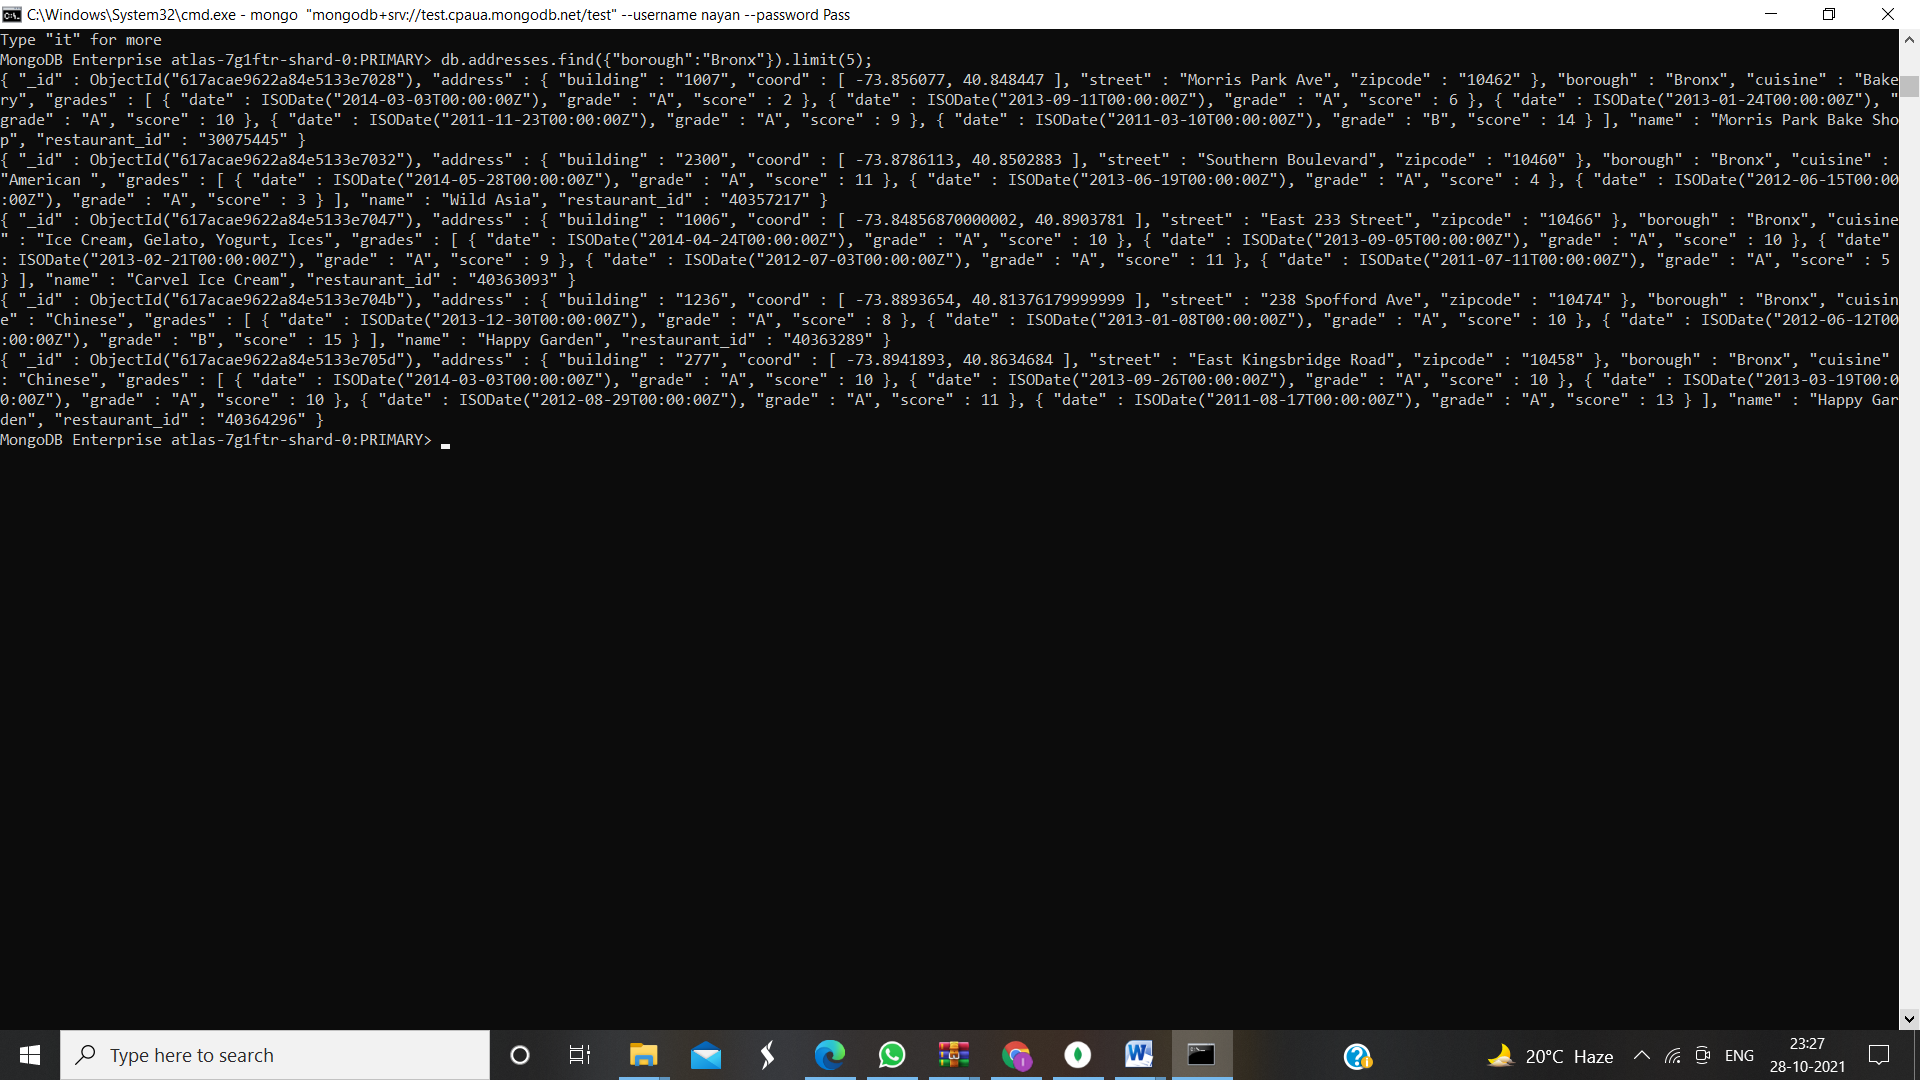 C:\Windows\System32\cmd.exe - mongo  "mongodb+srv://test.cpaua.mongodb.net/test" --username nayan --password Pass
Type "it" for more
MongoDB Enterprise atlas-7g1ftr-shard-0:PRIMARY> db.addresses.find({"borough":"Bronx"}).limit(5);
{ "_id" : ObjectId("617acae9622a84e5133e7028"), "address" : { "building" : "1007", "coord" : [ -73.856077, 40.848447 ], "street" : "Morris Park Ave", "zipcode" : "10462" }, "borough" : "Bronx", "cuisine" : "Bake
ry", "grades" : [ { "date" : ISODate("2014-03-03T00:00:00Z"), "grade" : "A", "score" : 2 }, { "date" : ISODate("2013-09-11T00:00:00Z"), "grade" : "A", "score" : 6 }, { "date" : ISODate("2013-01-24T00:00:00Z"), "
grade" : "A", "score" : 10 }, { "date" : ISODate("2011-11-23T00:00:00Z"), "grade" : "A", "score" : 9 }, { "date" : ISODate("2011-03-10T00:00:00Z"), "grade" : "B", "score" : 14 } ], "name" : "Morris Park Bake Sho
p", "restaurant_id" : "30075445" }
{ "_id" : ObjectId("617acae9622a84e5133e7032"), "address" : { "building" : "2300", "coord" : [ -73.8786113, 40.8502883 ], "street" : "Southern Boulevard", "zipcode" : "10460" }, "borough" : "Bronx", "cuisine" :
"American ", "grades" : [ { "date" : ISODate("2014-05-28T00:00:00Z"), "grade" : "A", "score" : 11 }, { "date" : ISODate("2013-06-19T00:00:00Z"), "grade" : "A", "score" : 4 }, { "date" : ISODate("2012-06-15T00:00
:00Z"), "grade" : "A", "score" : 3 } ], "name" : "Wild Asia", "restaurant_id" : "40357217" }
{ "_id" : ObjectId("617acae9622a84e5133e7047"), "address" : { "building" : "1006", "coord" : [ -73.84856870000002, 40.8903781 ], "street" : "East 233 Street", "zipcode" : "10466" }, "borough" : "Bronx", "cuisine
" : "Ice Cream, Gelato, Yogurt, Ices", "grades" : [ { "date" : ISODate("2014-04-24T00:00:00Z"), "grade" : "A", "score" : 10 }, { "date" : ISODate("2013-09-05T00:00:00Z"), "grade" : "A", "score" : 10 }, { "date"
: ISODate("2013-02-21T00:00:00Z"), "grade" : "A", "score" : 9 }, { "date" : ISODate("2012-07-03T00:00:00Z"), "grade" : "A", "score" : 11 }, { "date" : ISODate("2011-07-11T00:00:00Z"), "grade" : "A", "score" : 5
} ], "name" : "Carvel Ice Cream", "restaurant_id" : "40363093" }
{ "_id" : ObjectId("617acae9622a84e5133e704b"), "address" : { "building" : "1236", "coord" : [ -73.8893654, 40.81376179999999 ], "street" : "238 Spofford Ave", "zipcode" : "10474" }, "borough" : "Bronx", "cuisin
e" : "Chinese", "grades" : [ { "date" : ISODate("2013-12-30T00:00:00Z"), "grade" : "A", "score" : 8 }, { "date" : ISODate("2013-01-08T00:00:00Z"), "grade" : "A", "score" : 10 }, { "date" : ISODate("2012-06-12T00
:00:00Z"), "grade" : "B", "score" : 15 } ], "name" : "Happy Garden", "restaurant_id" : "40363289" }
{ "_id" : ObjectId("617acae9622a84e5133e705d"), "address" : { "building" : "277", "coord" : [ -73.8941893, 40.8634684 ], "street" : "East Kingsbridge Road", "zipcode" : "10458" }, "borough" : "Bronx", "cuisine"
: "Chinese", "grades" : [ { "date" : ISODate("2014-03-03T00:00:00Z"), "grade" : "A", "score" : 10 }, { "date" : ISODate("2013-09-26T00:00:00Z"), "grade" : "A", "score" : 10 }, { "date" : ISODate("2013-03-19T00:0
0:00Z"), "grade" : "A", "score" : 10 }, { "date" : ISODate("2012-08-29T00:00:00Z"), "grade" : "A", "score" : 11 }, { "date" : ISODate("2011-08-17T00:00:00Z"), "grade" : "A", "score" : 13 } ], "name" : "Happy Gar
den", "restaurant_id" : "40364296" }
MongoDB Enterprise atlas-7g1ftr-shard-0:PRIMARY>
Type here to search
20°C Haze
ENG
23:27
28-10-2021